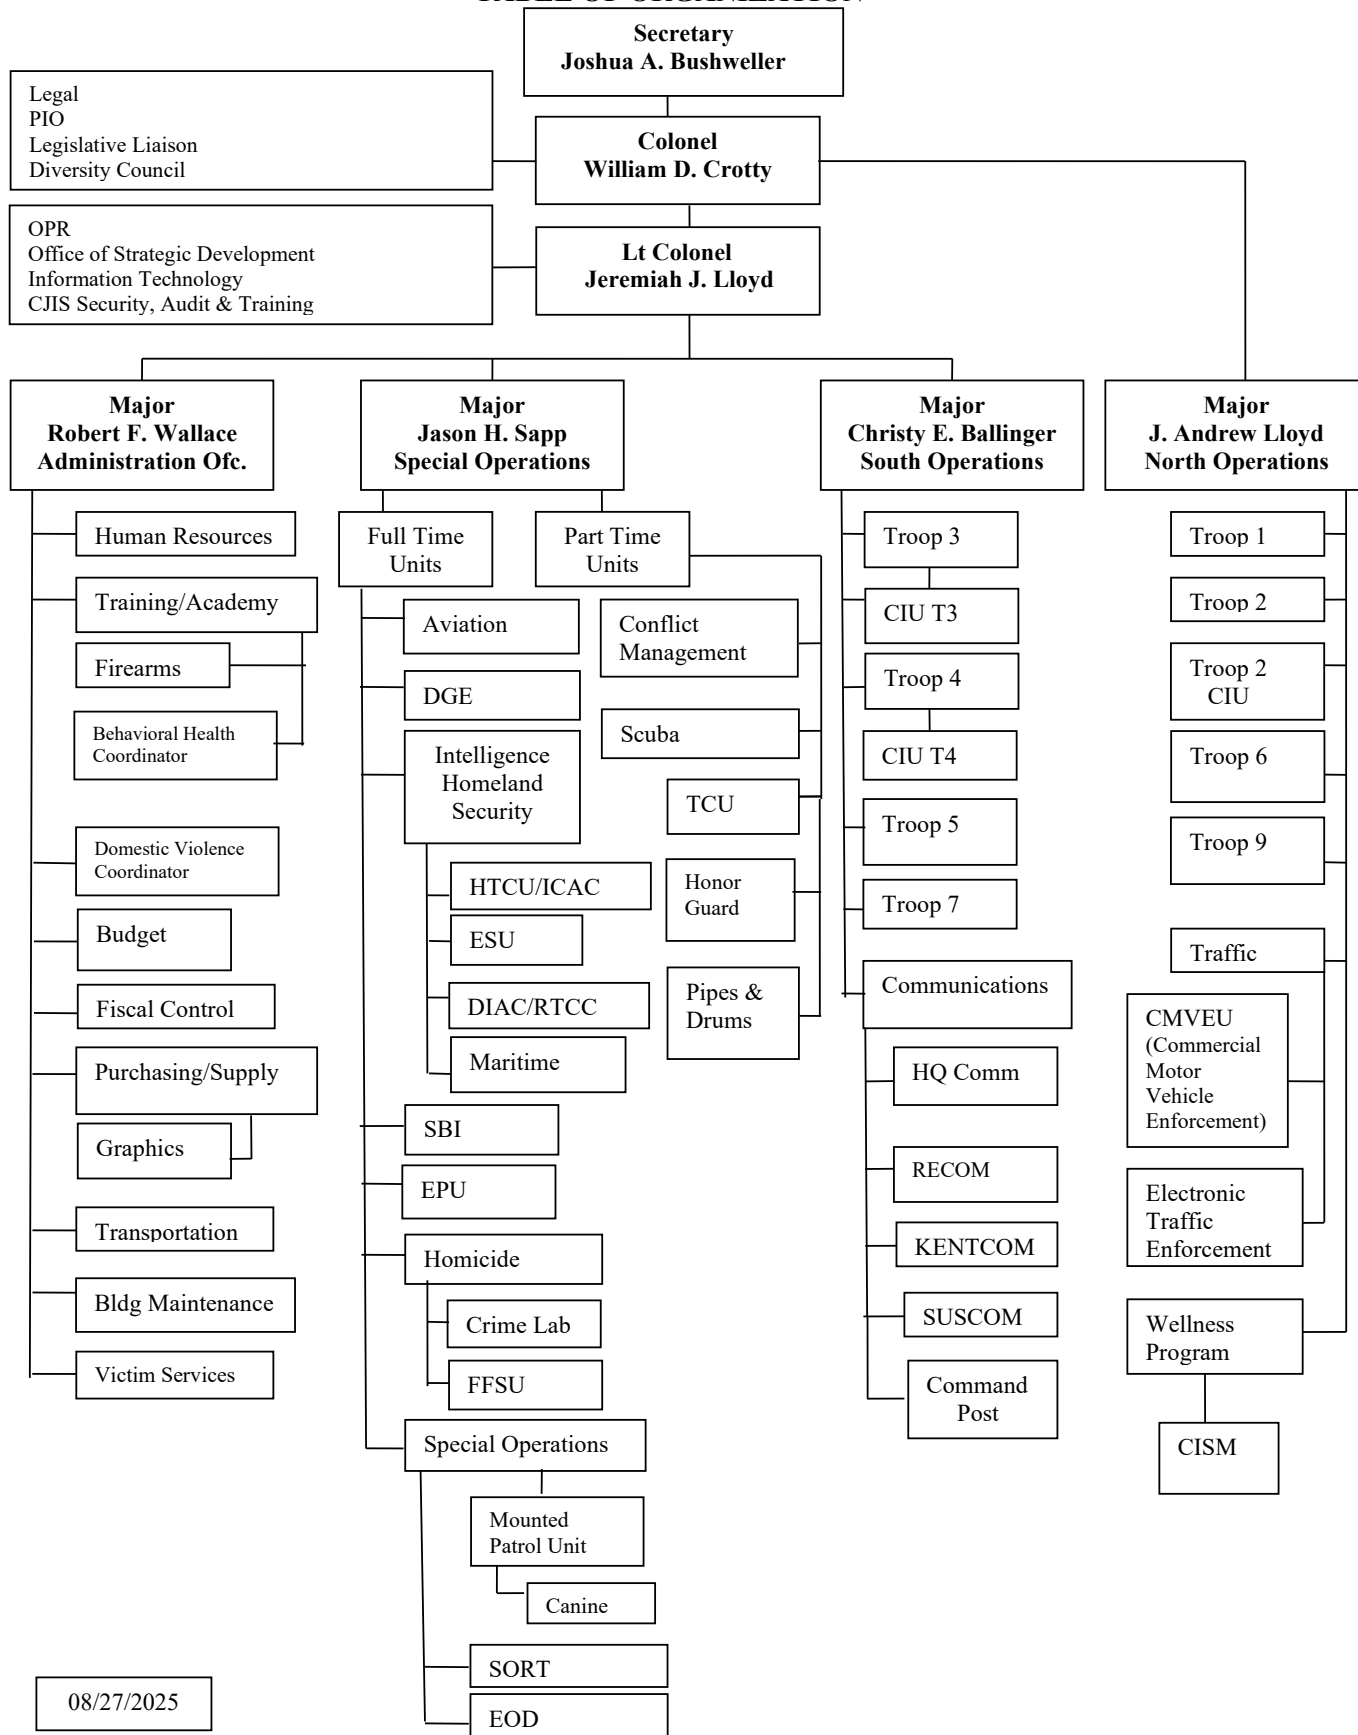 TABLE OF ORGANIZATION
Secretary
Joshua A. Bushweller
Legal
PIO
Legislative Liaison
Diversity Council
Colonel
William D. Crotty
OPR
Office of Strategic Development
Information Technology
CJIS Security, Audit & Training
Lt Colonel
Jeremiah J. Lloyd
Major
Robert F. Wallace
Administration Ofc.
Major
Jason H. Sapp
Special Operations
Major
Christy E. Ballinger
South Operations
Major
J. Andrew Lloyd
North Operations
Human Resources
Training/Academy
Firearms
Behavioral Health
Coordinator
Domestic Violence
Coordinator
Budget
Fiscal Control
Purchasing/Supply
Graphics
Transportation
Bldg Maintenance
Victim Services
Full Time
Units
Aviation
DGE
Intelligence
Homeland
Security
HTCU/ICAC
ESU
DIAC/RTCC
Maritime
SBI
EPU
Homicide
Crime Lab
FFSU
Special Operations
Mounted
Patrol Unit
Canine
SORT
EOD
Part Time
Units
Conflict
Management
Scuba
TCU
Honor
Guard
Pipes &
Drums
Troop 3
CIU T3
Troop 4
CIU T4
Troop 5
Troop 7
Communications
HQ Comm
RECOM
KENTCOM
SUSCOM
Command
Post
Troop 1
Troop 2
Troop 2
CIU
Troop 6
Troop 9
Traffic
CMVEU
(Commercial
Motor
Vehicle
Enforcement)
Electronic
Traffic
Enforcement
Wellness
Program
CISM
08/27/2025